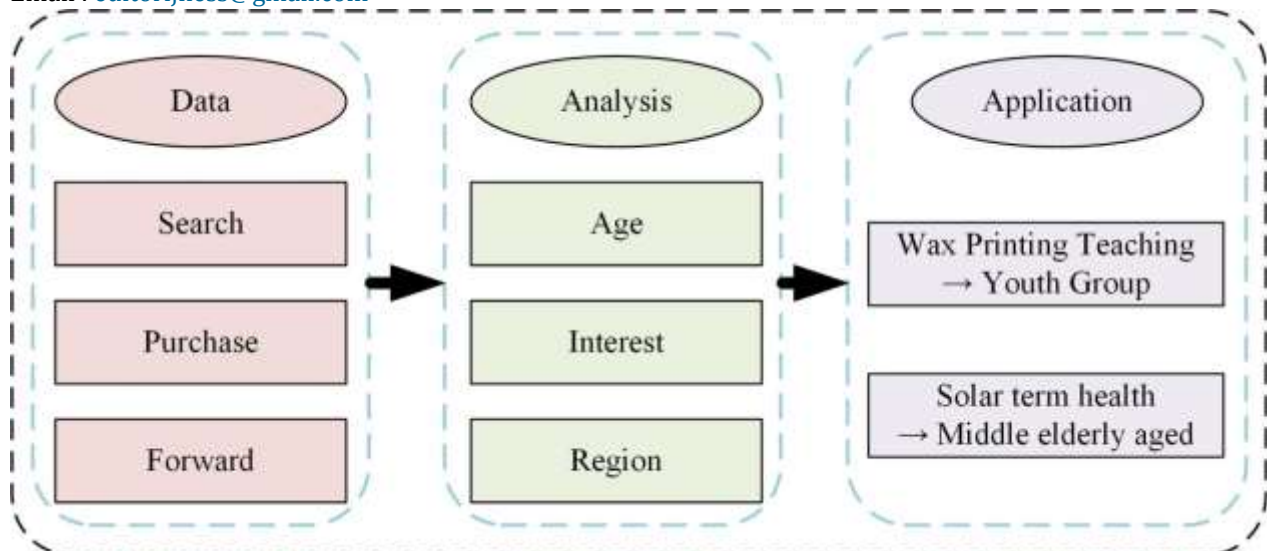 Data
Search
Purchase
Forward
Analysis
Age
Interest
Region
Application
Wax Printing Teaching
→ Youth Group
Solar term health
→ Middle elderly aged